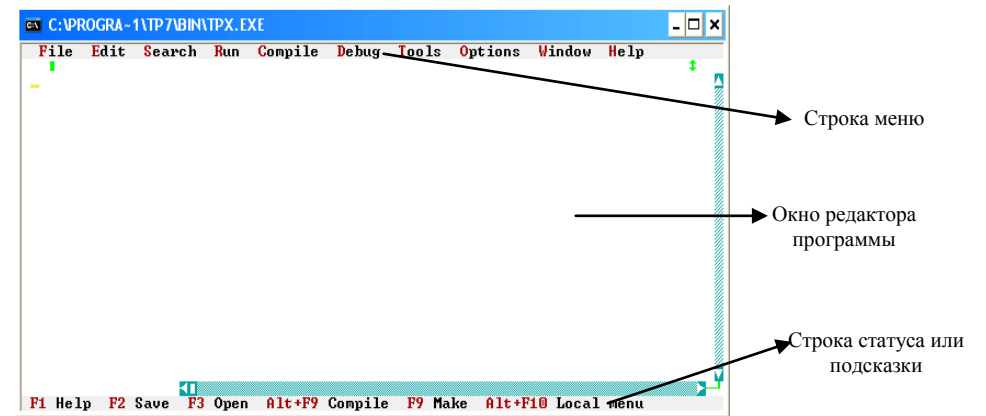 C:\PROGRA~1\TP7\BIN\TPX.EXE
File Edit Search Run Compile Debug Tools Options Window Help
Строка меню
Окно редактора
программы
Строка статуса или
подсказки
F1 Help F2 Save F3 Open Alt+F9 Compile F9 Make Alt+F10 Local menu